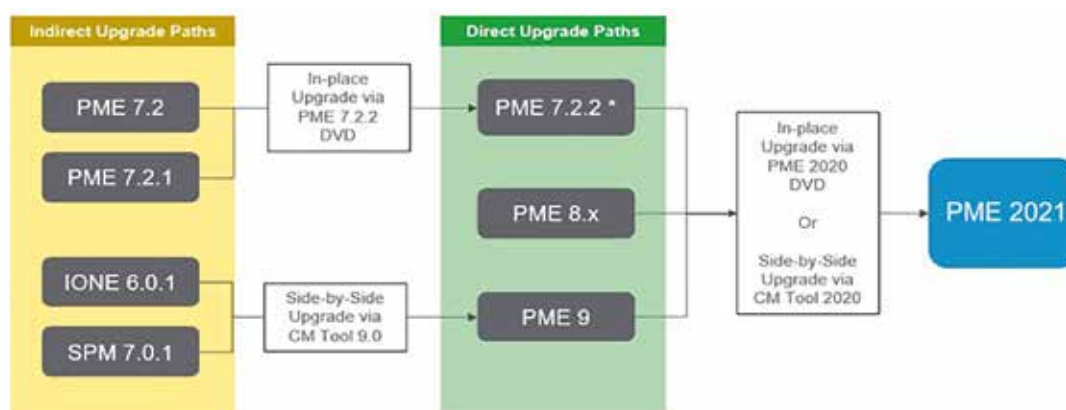 Indirect Upgrade Paths
PME 7.2
PME 7.2.1
IONE 6.0.1
SPM 7.0.1
In-place
Upgrade via
PME 7.2.2
DVD
Side-by-Side
Upgrade via
CM Tool 9.0
Direct Upgrade Paths
PME 7.2.2 *
PME 8.x
PME 9
In-place
Upgrade via
PME 2020
DVD
Or
Side-by-Side
Upgrade via
CM Tool 2020
PME 2021